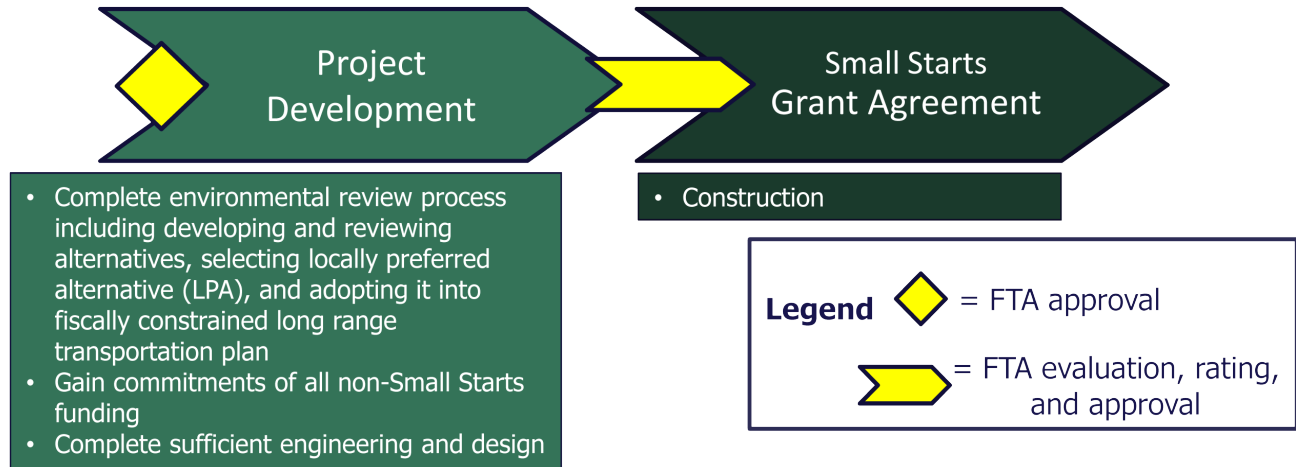 Project
Development
Small Starts
Grant Agreement
• Complete environmental review process
including developing and reviewing
alternatives, selecting locally preferred
alternative (LPA), and adopting it into
fiscally constrained long range
transportation plan
• Gain commitments of all non-Small Starts
funding
• Complete sufficient engineering and design
• Construction
Legend
= FTA approval
= FTA evaluation, rating,
and approval